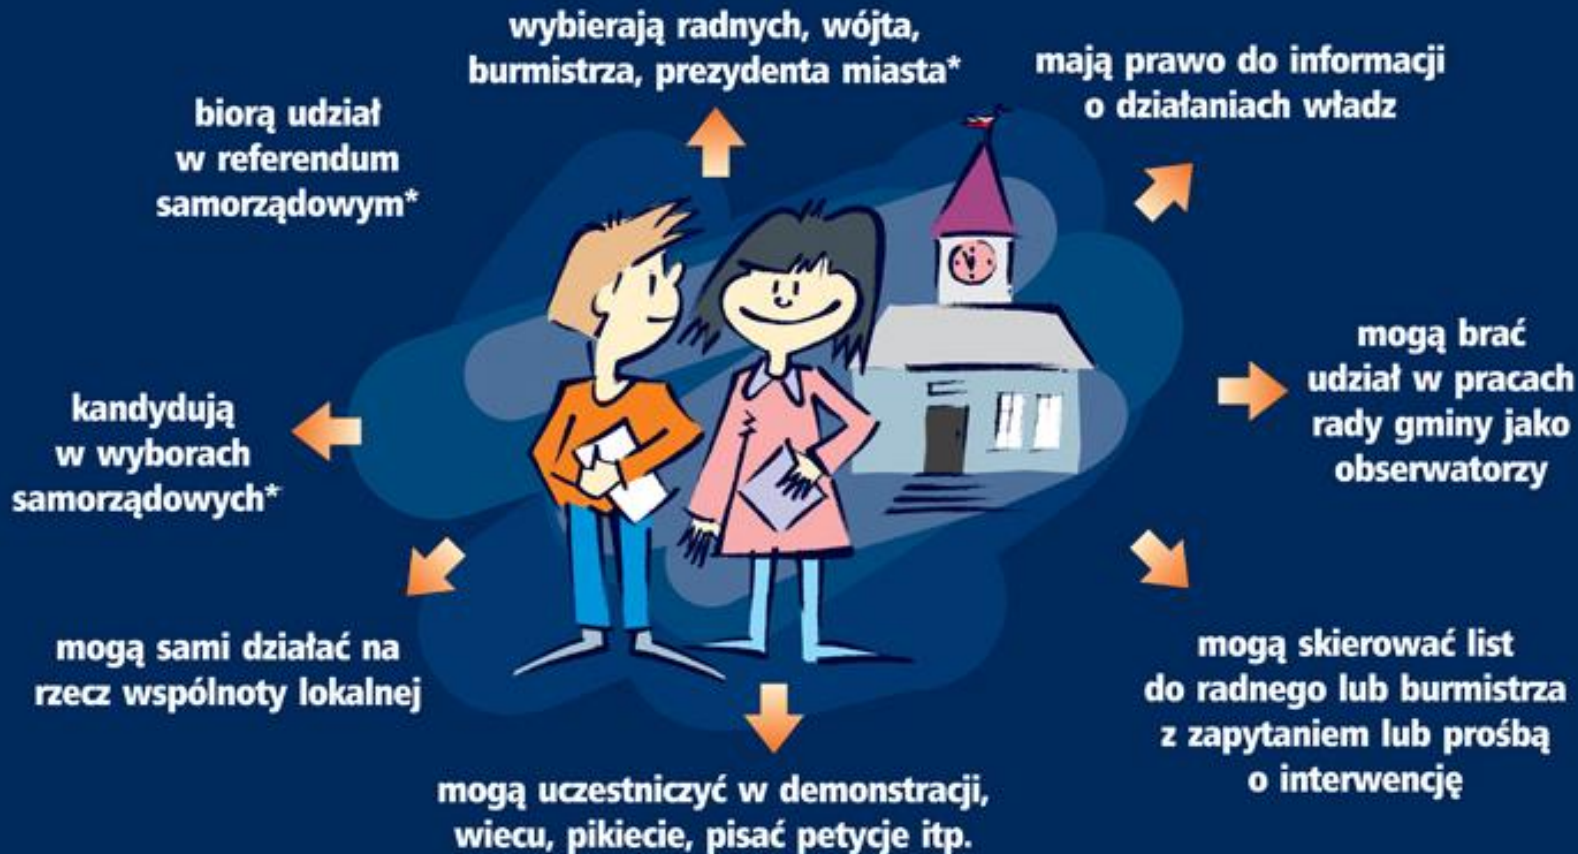 wybierają radnych, wójta,
burmistrza, prezydenta miasta*
mają prawo do informacji
o działaniach władz
biorą udział
w referendum
samorządowym*
mogą brać
udział w pracach
rady gminy jako
obserwatorzy
kandydują
w wyborach
samorządowych*
mogą skierować list
do radnego lub burmistrza
z zapytaniem lub prośbą
o interwencję
mogą sami działać na
rzecz wspólnoty lokalnej
mogą uczestniczyć w demonstracji,
wiecu, pikiecie, pisać petycje itp.